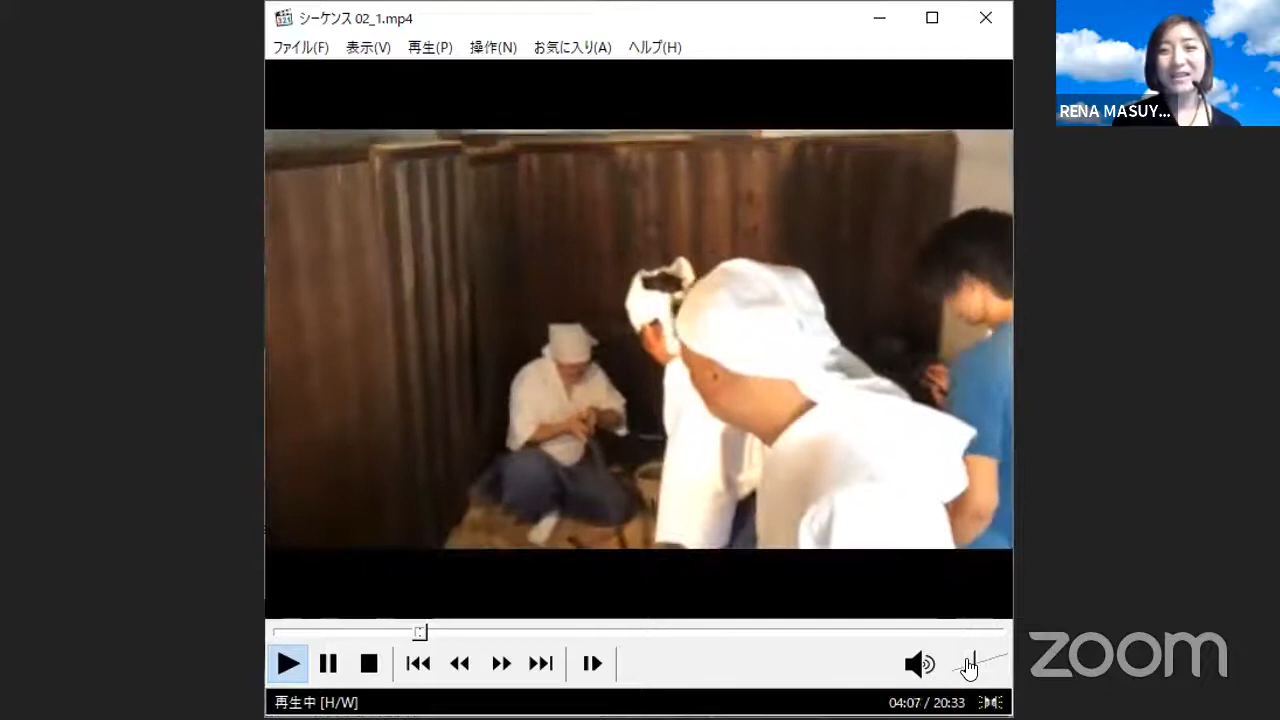 シーケンス 02_1.mp4
ファイル(F) 表示(V) 再生(P) 操作(N) お気に入り(A) ヘルプ(H)
RENA MASUY...
zoom
再生中 [H/W]
04:07 / 20:33